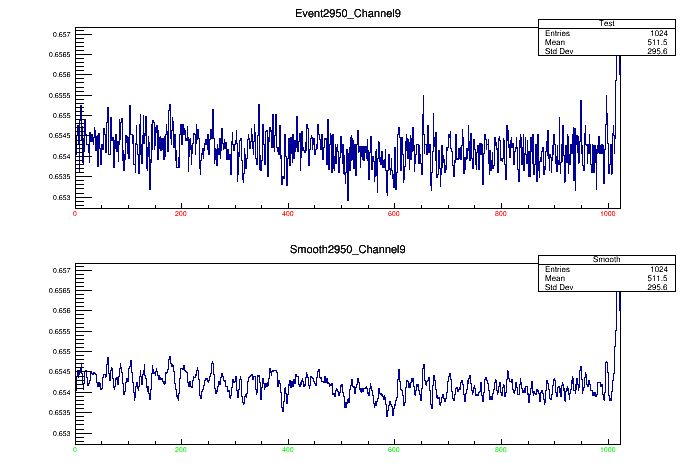 Event2950_Channel9
Test
Entries 1024
Mean 511.5
Std Dev 295.6
0.657
0.6565
0.656
0.6555
0.655
0.6545
0.654
0.6535
0.653
0 200 400 600 800 1000
Smooth2950_Channel9
Smooth
Entries 1024
Mean 511.5
Std Dev 295.6
0.657
0.6565
0.656
0.6555
0.655
0.6545
0.654
0.6535
0.653
0 200 400 600 800 1000